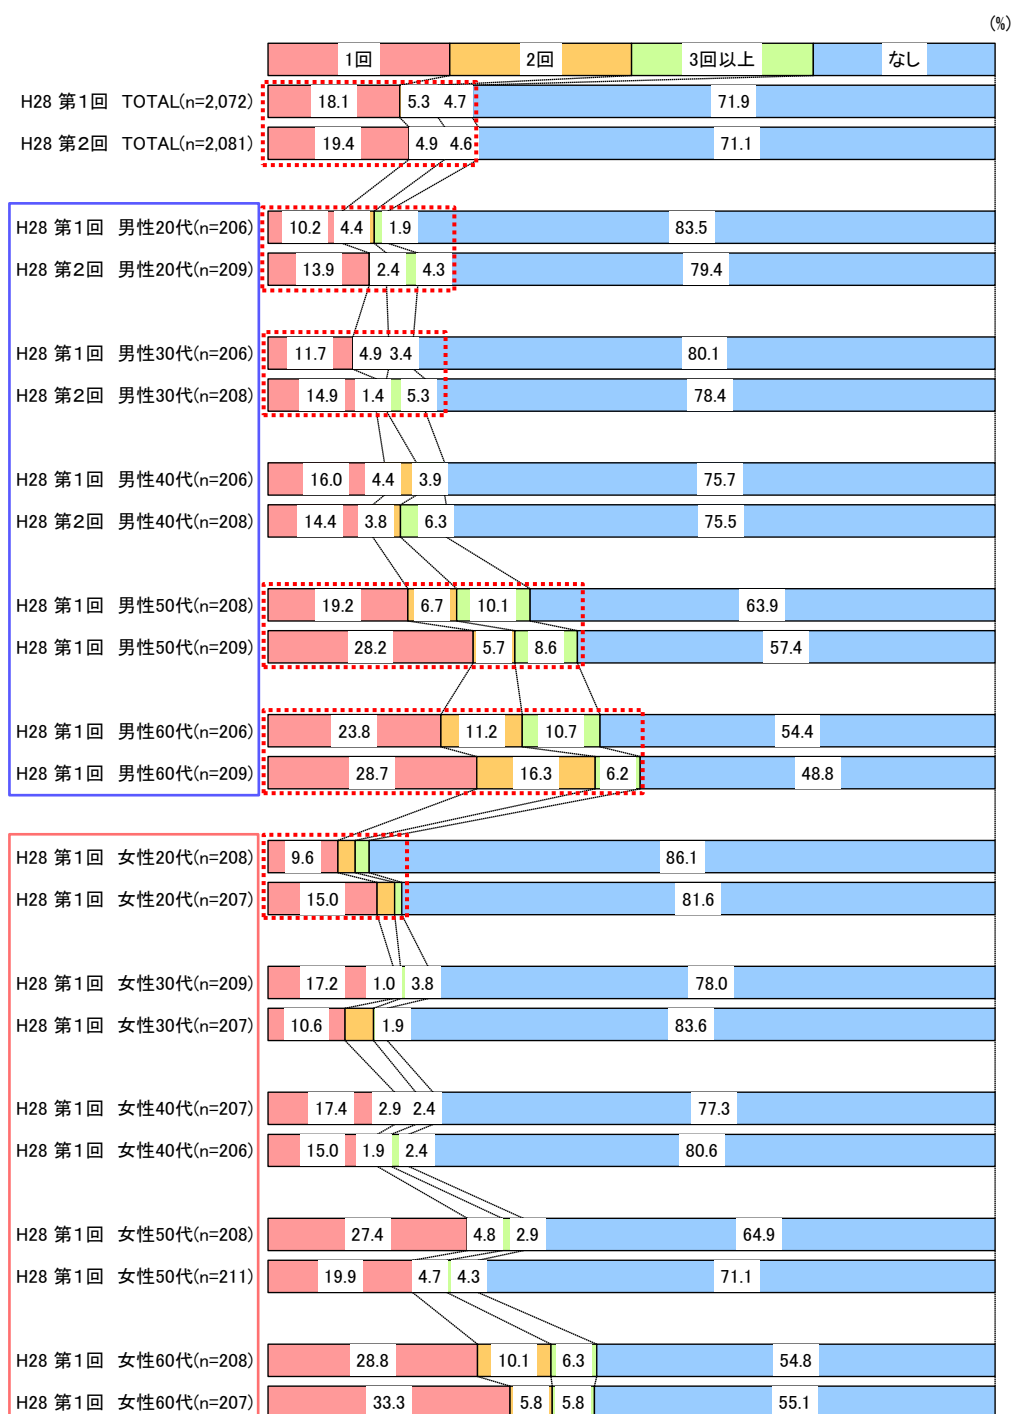 (%)
1回 2回 3回以上 なし
H28 第1回 TOTAL(n=2,072) 18.1 5.3 4.7 71.9
H28 第2回 TOTAL(n=2,081) 19.4 4.9 4.6 71.1
H28 第1回 男性20代(n=206) 10.2 4.4 1.9 83.5
H28 第2回 男性20代(n=209) 13.9 2.4 4.3 79.4
H28 第1回 男性30代(n=206) 11.7 4.9 3.4 80.1
H28 第2回 男性30代(n=208) 14.9 1.4 5.3 78.4
H28 第1回 男性40代(n=206) 16.0 4.4 3.9 75.7
H28 第2回 男性40代(n=208) 14.4 3.8 6.3 75.5
H28 第1回 男性50代(n=208) 19.2 6.7 10.1 63.9
H28 第1回 男性50代(n=209) 28.2 5.7 8.6 57.4
H28 第1回 男性60代(n=206) 23.8 11.2 10.7 54.4
H28 第1回 男性60代(n=209) 28.7 16.3 6.2 48.8
H28 第1回 女性20代(n=208) 9.6 86.1
H28 第1回 女性20代(n=207) 15.0 81.6
H28 第1回 女性30代(n=209) 17.2 1.0 3.8 78.0
H28 第1回 女性30代(n=207) 10.6 1.9 83.6
H28 第1回 女性40代(n=207) 17.4 2.9 2.4 77.3
H28 第1回 女性40代(n=206) 15.0 1.9 2.4 80.6
H28 第1回 女性50代(n=208) 27.4 4.8 2.9 64.9
H28 第1回 女性50代(n=211) 19.9 4.7 4.3 71.1
H28 第1回 女性60代(n=208) 28.8 10.1 6.3 54.8
H28 第1回 女性60代(n=207) 33.3 5.8 5.8 55.1